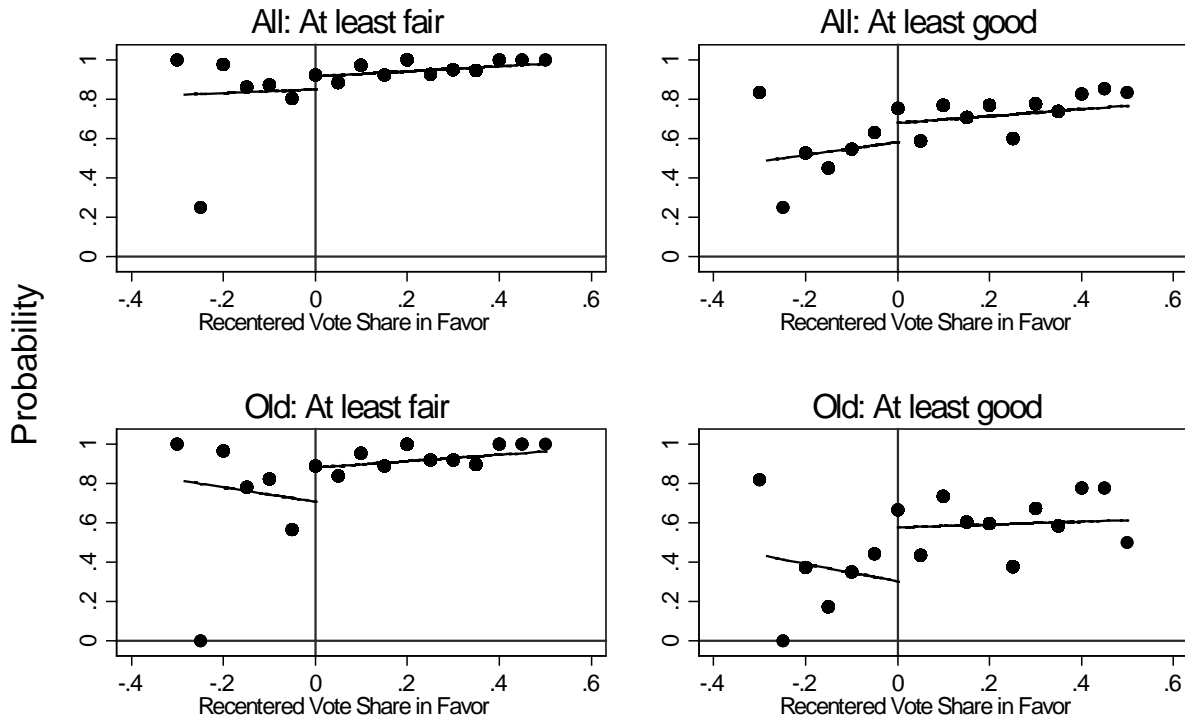 All: At least fair
All: At least good
0 .2 .4 .6 .8 1
0 .2 .4 .6 .8 1
-.4 -.2 0 .2 .4 .6
-.4 -.2 0 .2 .4 .6
Recentered Vote Share in Favor
Recentered Vote Share in Favor
Probability
Old: At least fair
Old: At least good
0 .2 .4 .6 .8 1
0 .2 .4 .6 .8 1
-.4 -.2 0 .2 .4 .6
-.4 -.2 0 .2 .4 .6
Recentered Vote Share in Favor
Recentered Vote Share in Favor